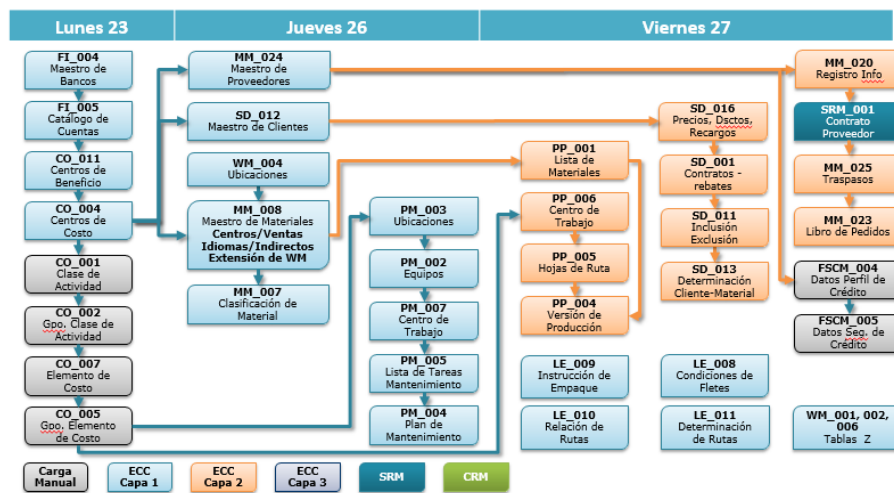 Lunes 23
Jueves 26
Viernes 27
FI_004
Maestro de
Bancos
FI_005
Catálogo de
Cuentas
CO_011
Centros de
Beneficio
CO_004
Centros de
Costo
CO_001
Clase de
Actividad
CO_002
Gpo. Clase de
Actividad
CO_007
Elemento de
Costo
CO_005
Gpo. Elemento
de Costo
MM_024
Maestro de
Proveedores
SD_012
Maestro de Clientes
WM_004
Ubicaciones
MM_008
Maestro de Materiales
Centros/Ventas
Idiomas/Indirectos
Extensión de WM
MM_007
Clasificación de
Material
PM_003
Ubicaciones
PM_002
Equipos
PM_007
Centro de
Trabajo
PM_005
Lista de Tareas
Mantenimiento
PM_004
Plan de
Mantenimiento
PP_001
Lista de
Materiales
PP_006
Centro de
Trabajo
PP_005
Hojas de Ruta
PP_004
Versión de
Producción
LE_009
Instrucción de
Empaque
LE_010
Relación de
Rutas
SD_016
Precios, Dsctos,
Recargos
SD_001
Contratos -
rebates
SD_011
Inclusión
Exclusión
SD_013
Determinación
Cliente-Material
LE_008
Condiciones de
Fletes
LE_011
Determinación
de Rutas
MM_020
Registro Info
SRM_001
Contrato
Proveedor
MM_025
Traspasos
MM_023
Libro de Pedidos
FSCM_004
Datos Perfil de
Crédito
FSCM_005
Datos Seg. de
Crédito
WM_001, 002,
006
Tablas Z
Carga
Manual
ECC
Capa 1
ECC
Capa 2
ECC
Capa 3
SRM
CRM